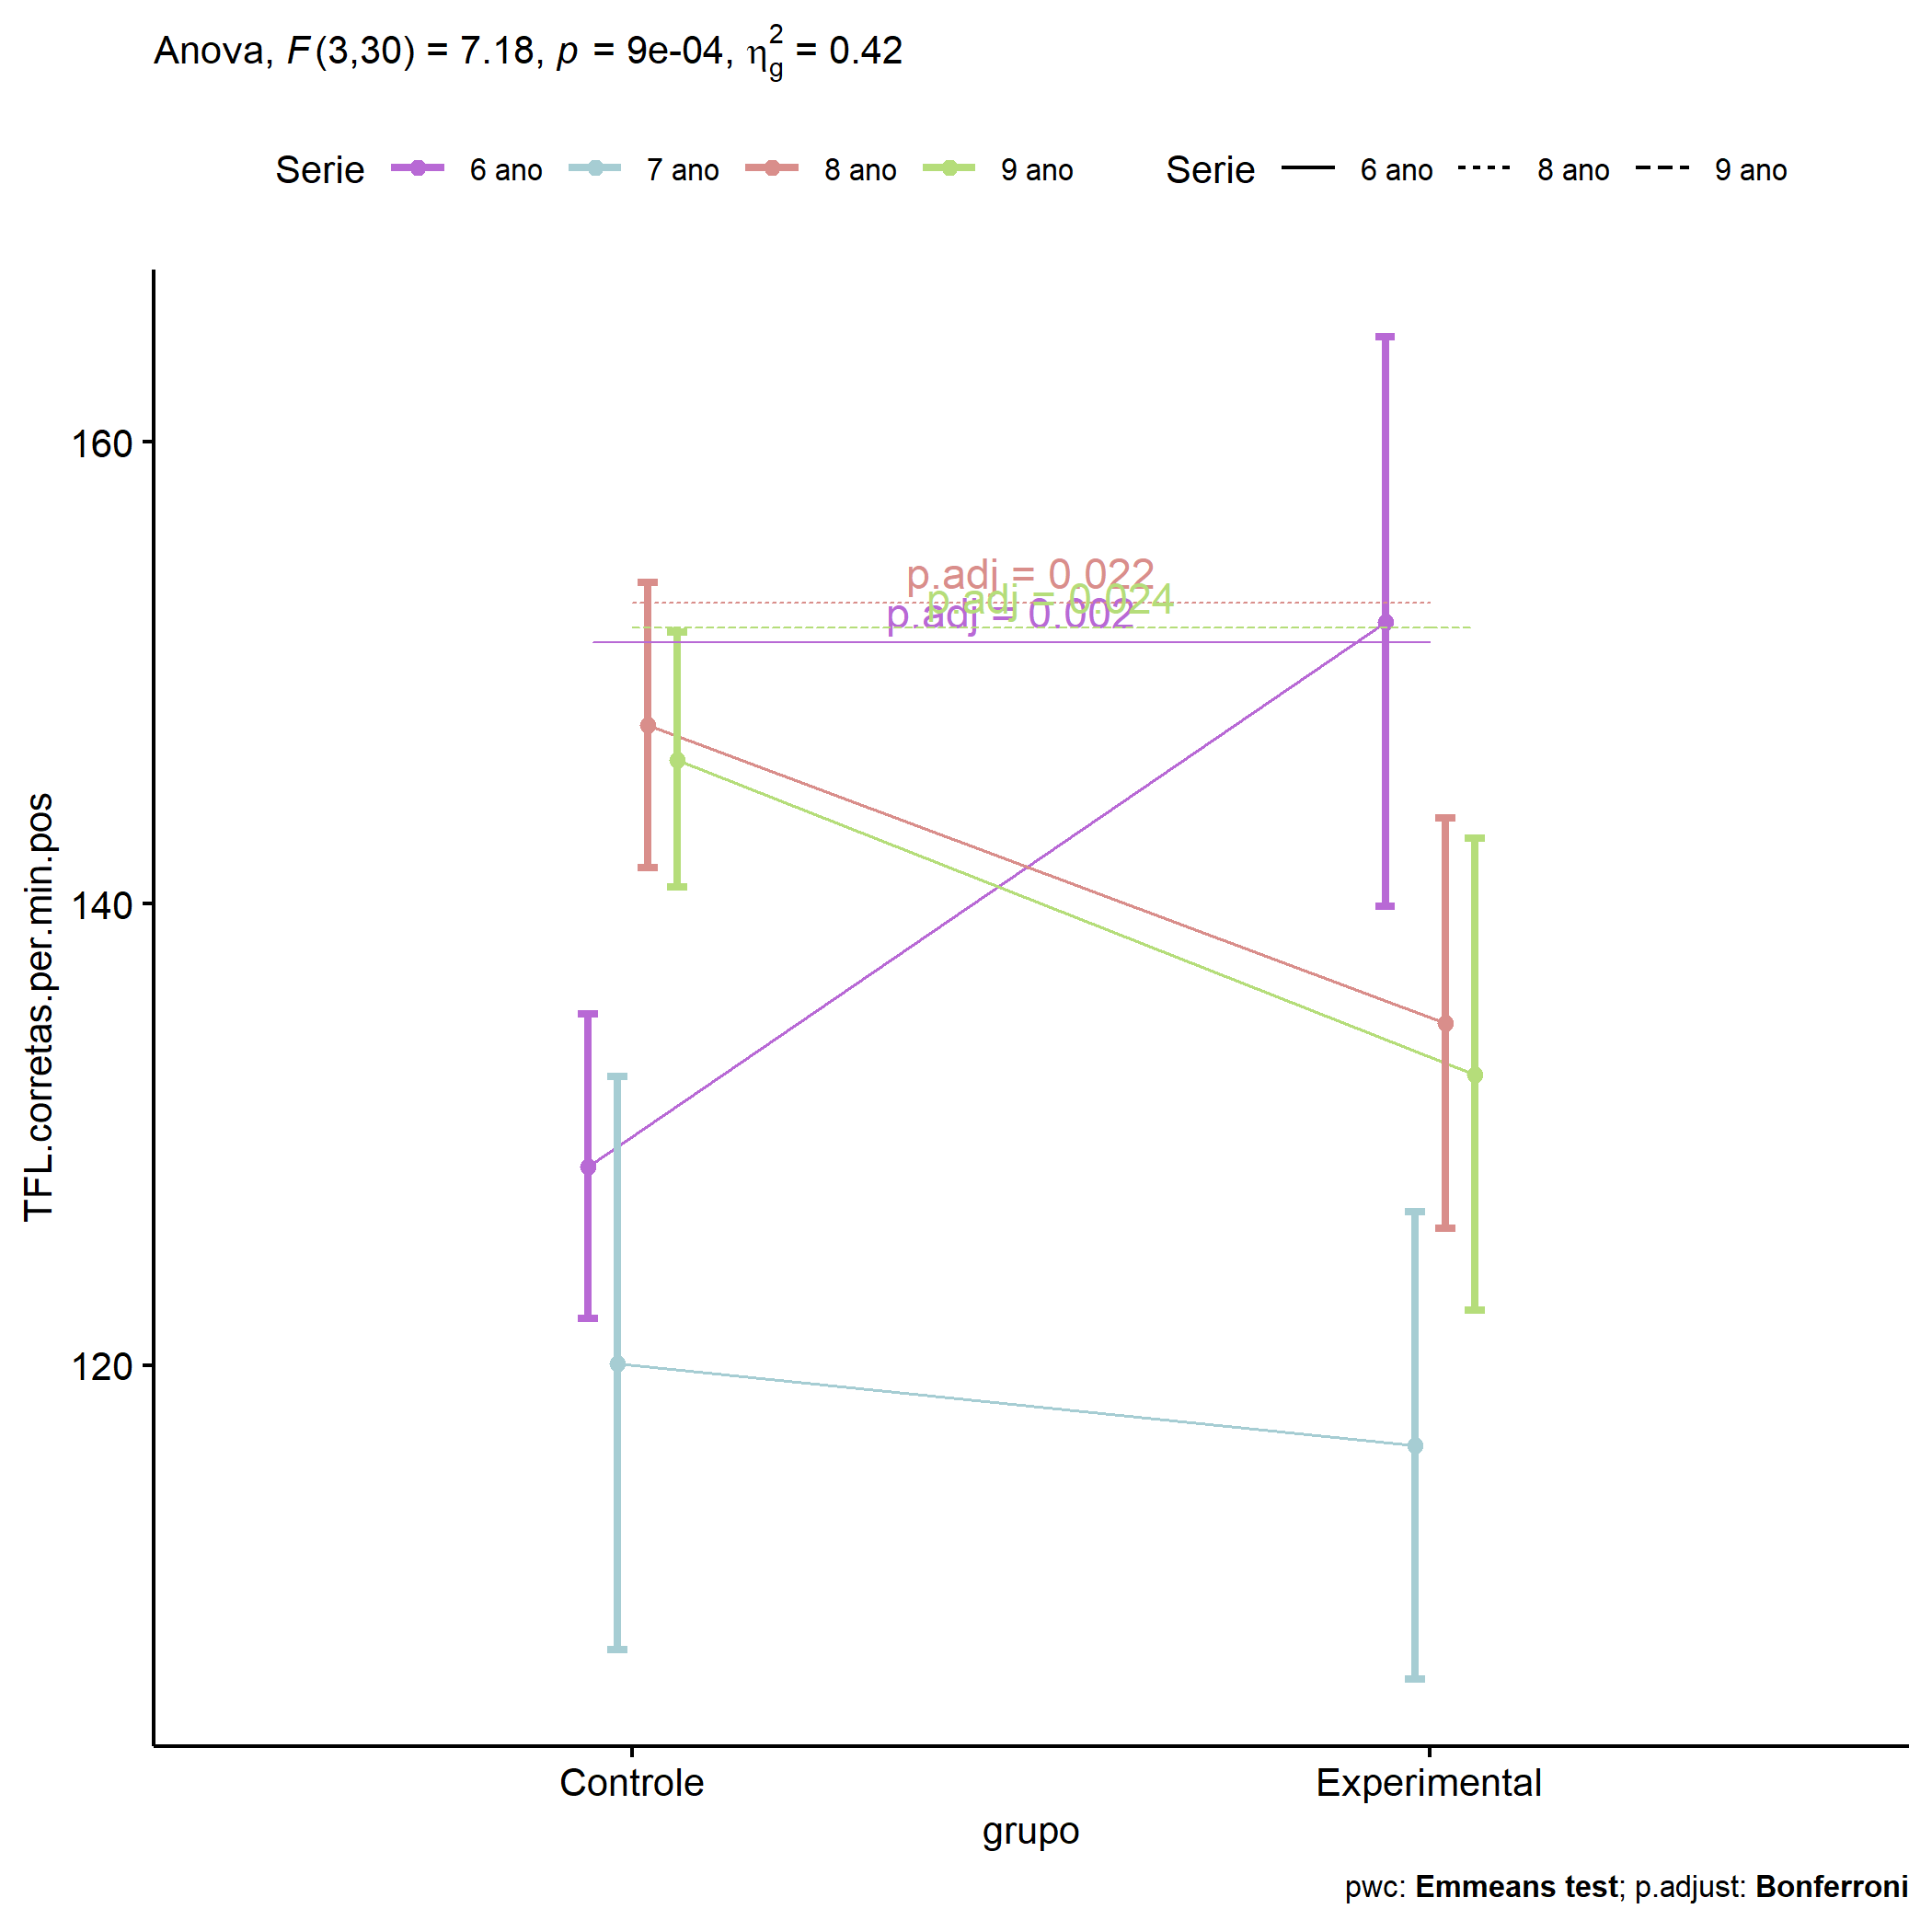 Anova, F(3,30) = 7.18, p = 9e-04, η²g = 0.42
Serie 6 ano 7 ano 8 ano 9 ano Serie 6 ano 8 ano 9 ano
160
140
120
TFL.corretas.per.min.pos
p.adj = 0.022
p.adj = 0.024
p.adj = 0.002
Controle Experimental
grupo
pwc: Emmeans test; p.adjust: Bonferroni